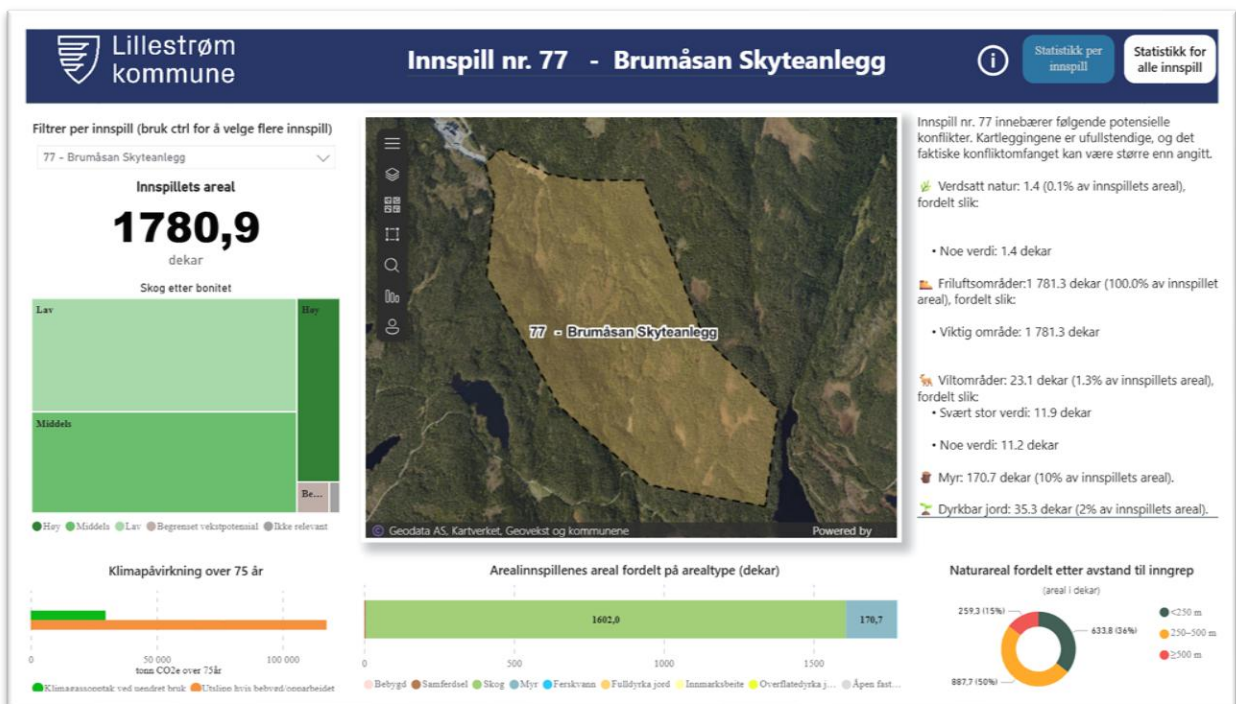 Lillestrøm
kommune
Innspill nr. 77 - Brumåsan Skyteanlegg
i
Statistikk per
innspill
Statistikk for
alle innspill
Filtrer per innspill (bruk ctrl for å velge flere innspill)
77 - Brumåsan Skyteanlegg
Innspillets areal
1780,9
dekar
Skog etter bonitet
Lav
Høy
Middels
Be...
Høy Middels Lav Begrenset vekstpotensial Ikke relevant
77 - Brumåsan Skyteanlegg
© Geodata AS, Kartverket, Geovekst og kommunene
Powered by
Innspill nr. 77 innebærer følgende potensielle
konflikter. Kartleggingene er ufullstendige, og det
faktiske konfliktomfanget kan være større enn angitt.
Verdsatt natur: 1.4 (0.1% av innspillets areal),
fordelt slik:
• Noe verdi: 1.4 dekar
Friluftsområder:1 781.3 dekar (100.0% av innspillet
areal), fordelt slik:
• Viktig område: 1 781.3 dekar
Viltområder: 23.1 dekar (1.3% av innspillets areal),
fordelt slik:
• Svært stor verdi: 11.9 dekar
• Noe verdi: 11.2 dekar
Myr: 170.7 dekar (10% av innspillets areal).
Dyrkbar jord: 35.3 dekar (2% av innspillets areal).
Klimapåvirkning over 75 år
0 50 000 100 000
tonn CO2e over 75år
Klimagassopptak ved uendret bruk Utslipp hvis bebygd/opparbeidet
Arealinnspillenes areal fordelt på arealtype (dekar)
1602,0 170,7
0 500 1000 1500
Bebygd Samferdsel Skog Myr Ferskvann Fulldyrka jord Innmarksbeite Overflatedyrka j... Åpen fast...
Naturareal fordelt etter avstand til inngrep
(areal i dekar)
259,3 (15%)
633,8 (36%)
887,7 (50%)
<250 m
250–500 m
≥500 m